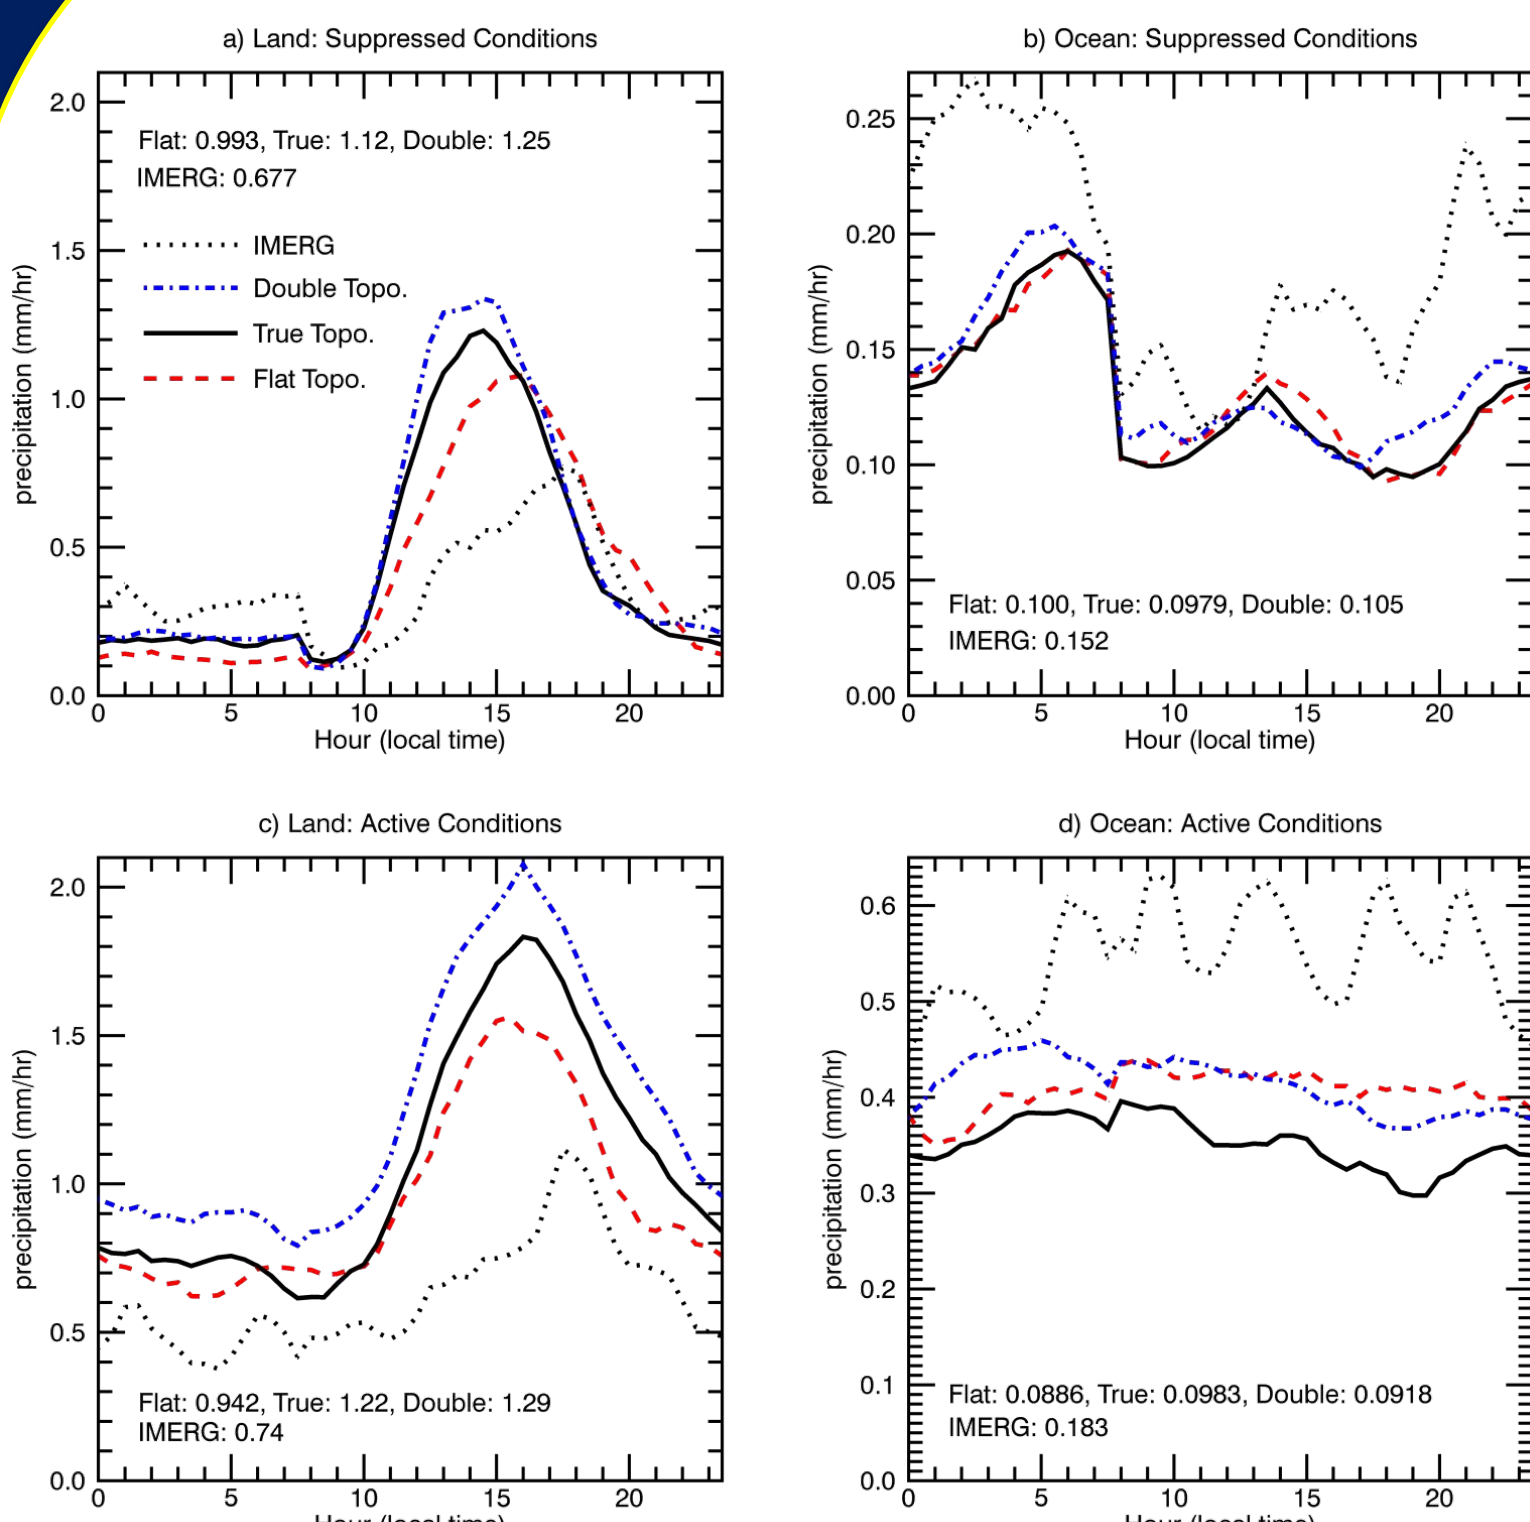 a) Land: Suppressed Conditions
2.0
1.5
1.0
0.5
0.0
precipitation (mm/hr)
Flat: 0.993, True: 1.12, Double: 1.25
IMERG: 0.677
IMERG
Double Topo.
True Topo.
Flat Topo.
0 5 10 15 20
Hour (local time)
b) Ocean: Suppressed Conditions
0.25
0.20
0.15
0.10
0.05
0.00
precipitation (mm/hr)
Flat: 0.100, True: 0.0979, Double: 0.105
IMERG: 0.152
0 5 10 15 20
Hour (local time)
c) Land: Active Conditions
2.0
1.5
1.0
0.5
0.0
precipitation (mm/hr)
Flat: 0.942, True: 1.22, Double: 1.29
IMERG: 0.74
0 5 10 15 20
Hour (local time)
d) Ocean: Active Conditions
0.6
0.5
0.4
0.3
0.2
0.1
0.0
precipitation (mm/hr)
Flat: 0.0886, True: 0.0983, Double: 0.0918
IMERG: 0.183
0 5 10 15 20
Hour (local time)